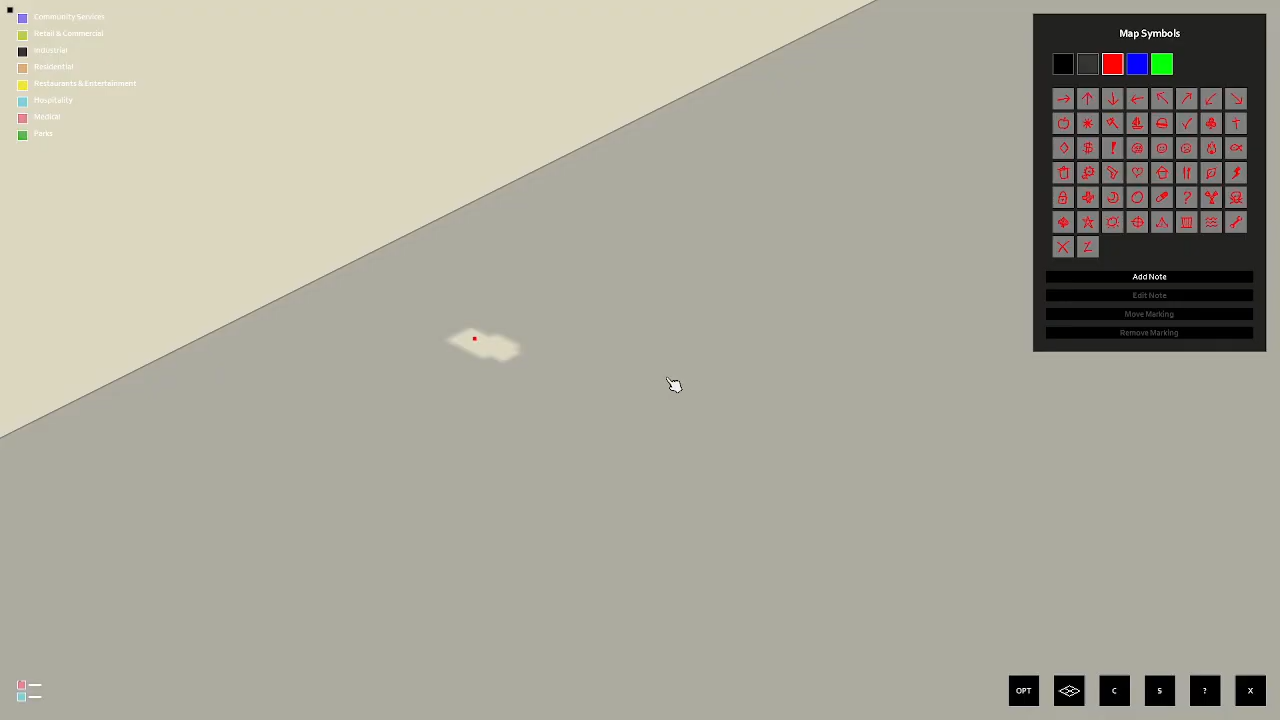 Community Services
Retail & Commercial
Industrial
Residential
Restaurants & Entertainment
Hospitality
Medical
Parks
Map Symbols
Add Note
Edit Note
Move Marking
Remove Marking
OPT
C
S
?
X